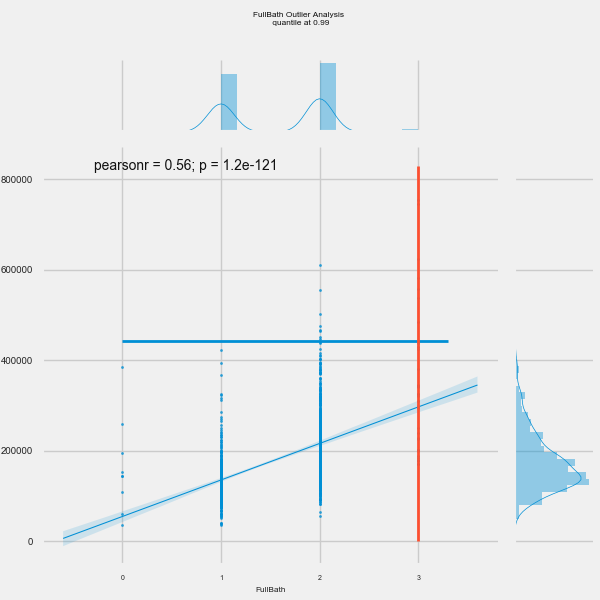 FullBath Outlier Analysis
quantile at 0.99
pearsonr = 0.56; p = 1.2e-121
800000
600000
400000
200000
0
0 1 2 3
FullBath